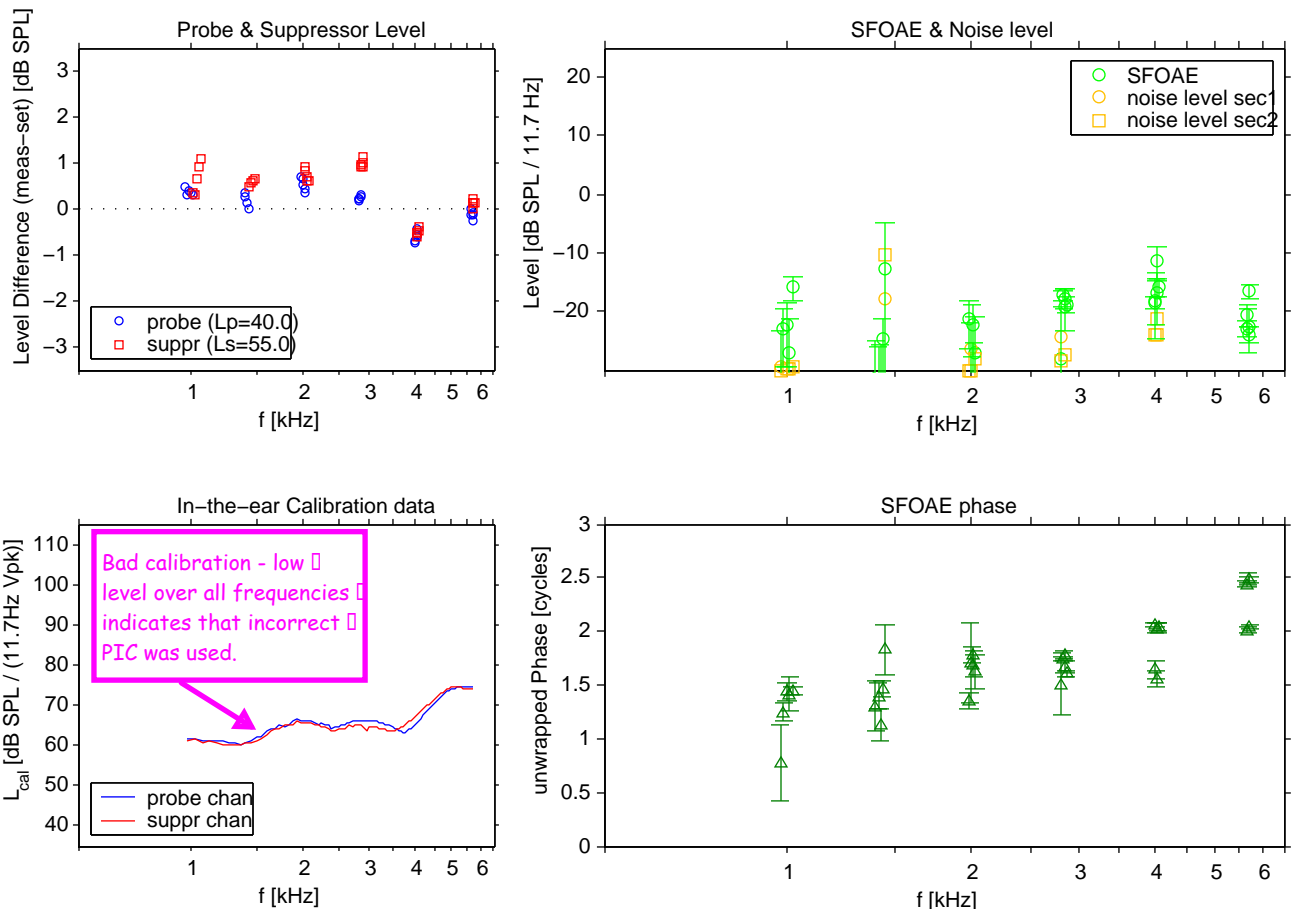 Probe & Suppressor Level
Level Difference (meas−set) [dB SPL]
3
2
1
0
−1
−2
−3
probe (Lp=40.0)
suppr (Ls=55.0)
1 2 3 4 5 6
f [kHz]
SFOAE & Noise level
Level [dB SPL / 11.7 Hz]
20
10
0
−10
−20
SFOAE
noise level sec1
noise level sec2
1 2 3 4 5 6
f [kHz]
In−the−ear Calibration data
L_cal [dB SPL / (11.7Hz Vpk)]
110
100
90
80
70
60
50
40
Bad calibration - low
level over all frequencies
indicates that incorrect
PIC was used.
probe chan
suppr chan
1 2 3 4 5 6
f [kHz]
SFOAE phase
unwrapped Phase [cycles]
3
2.5
2
1.5
1
0.5
0
1 2 3 4 5 6
f [kHz]